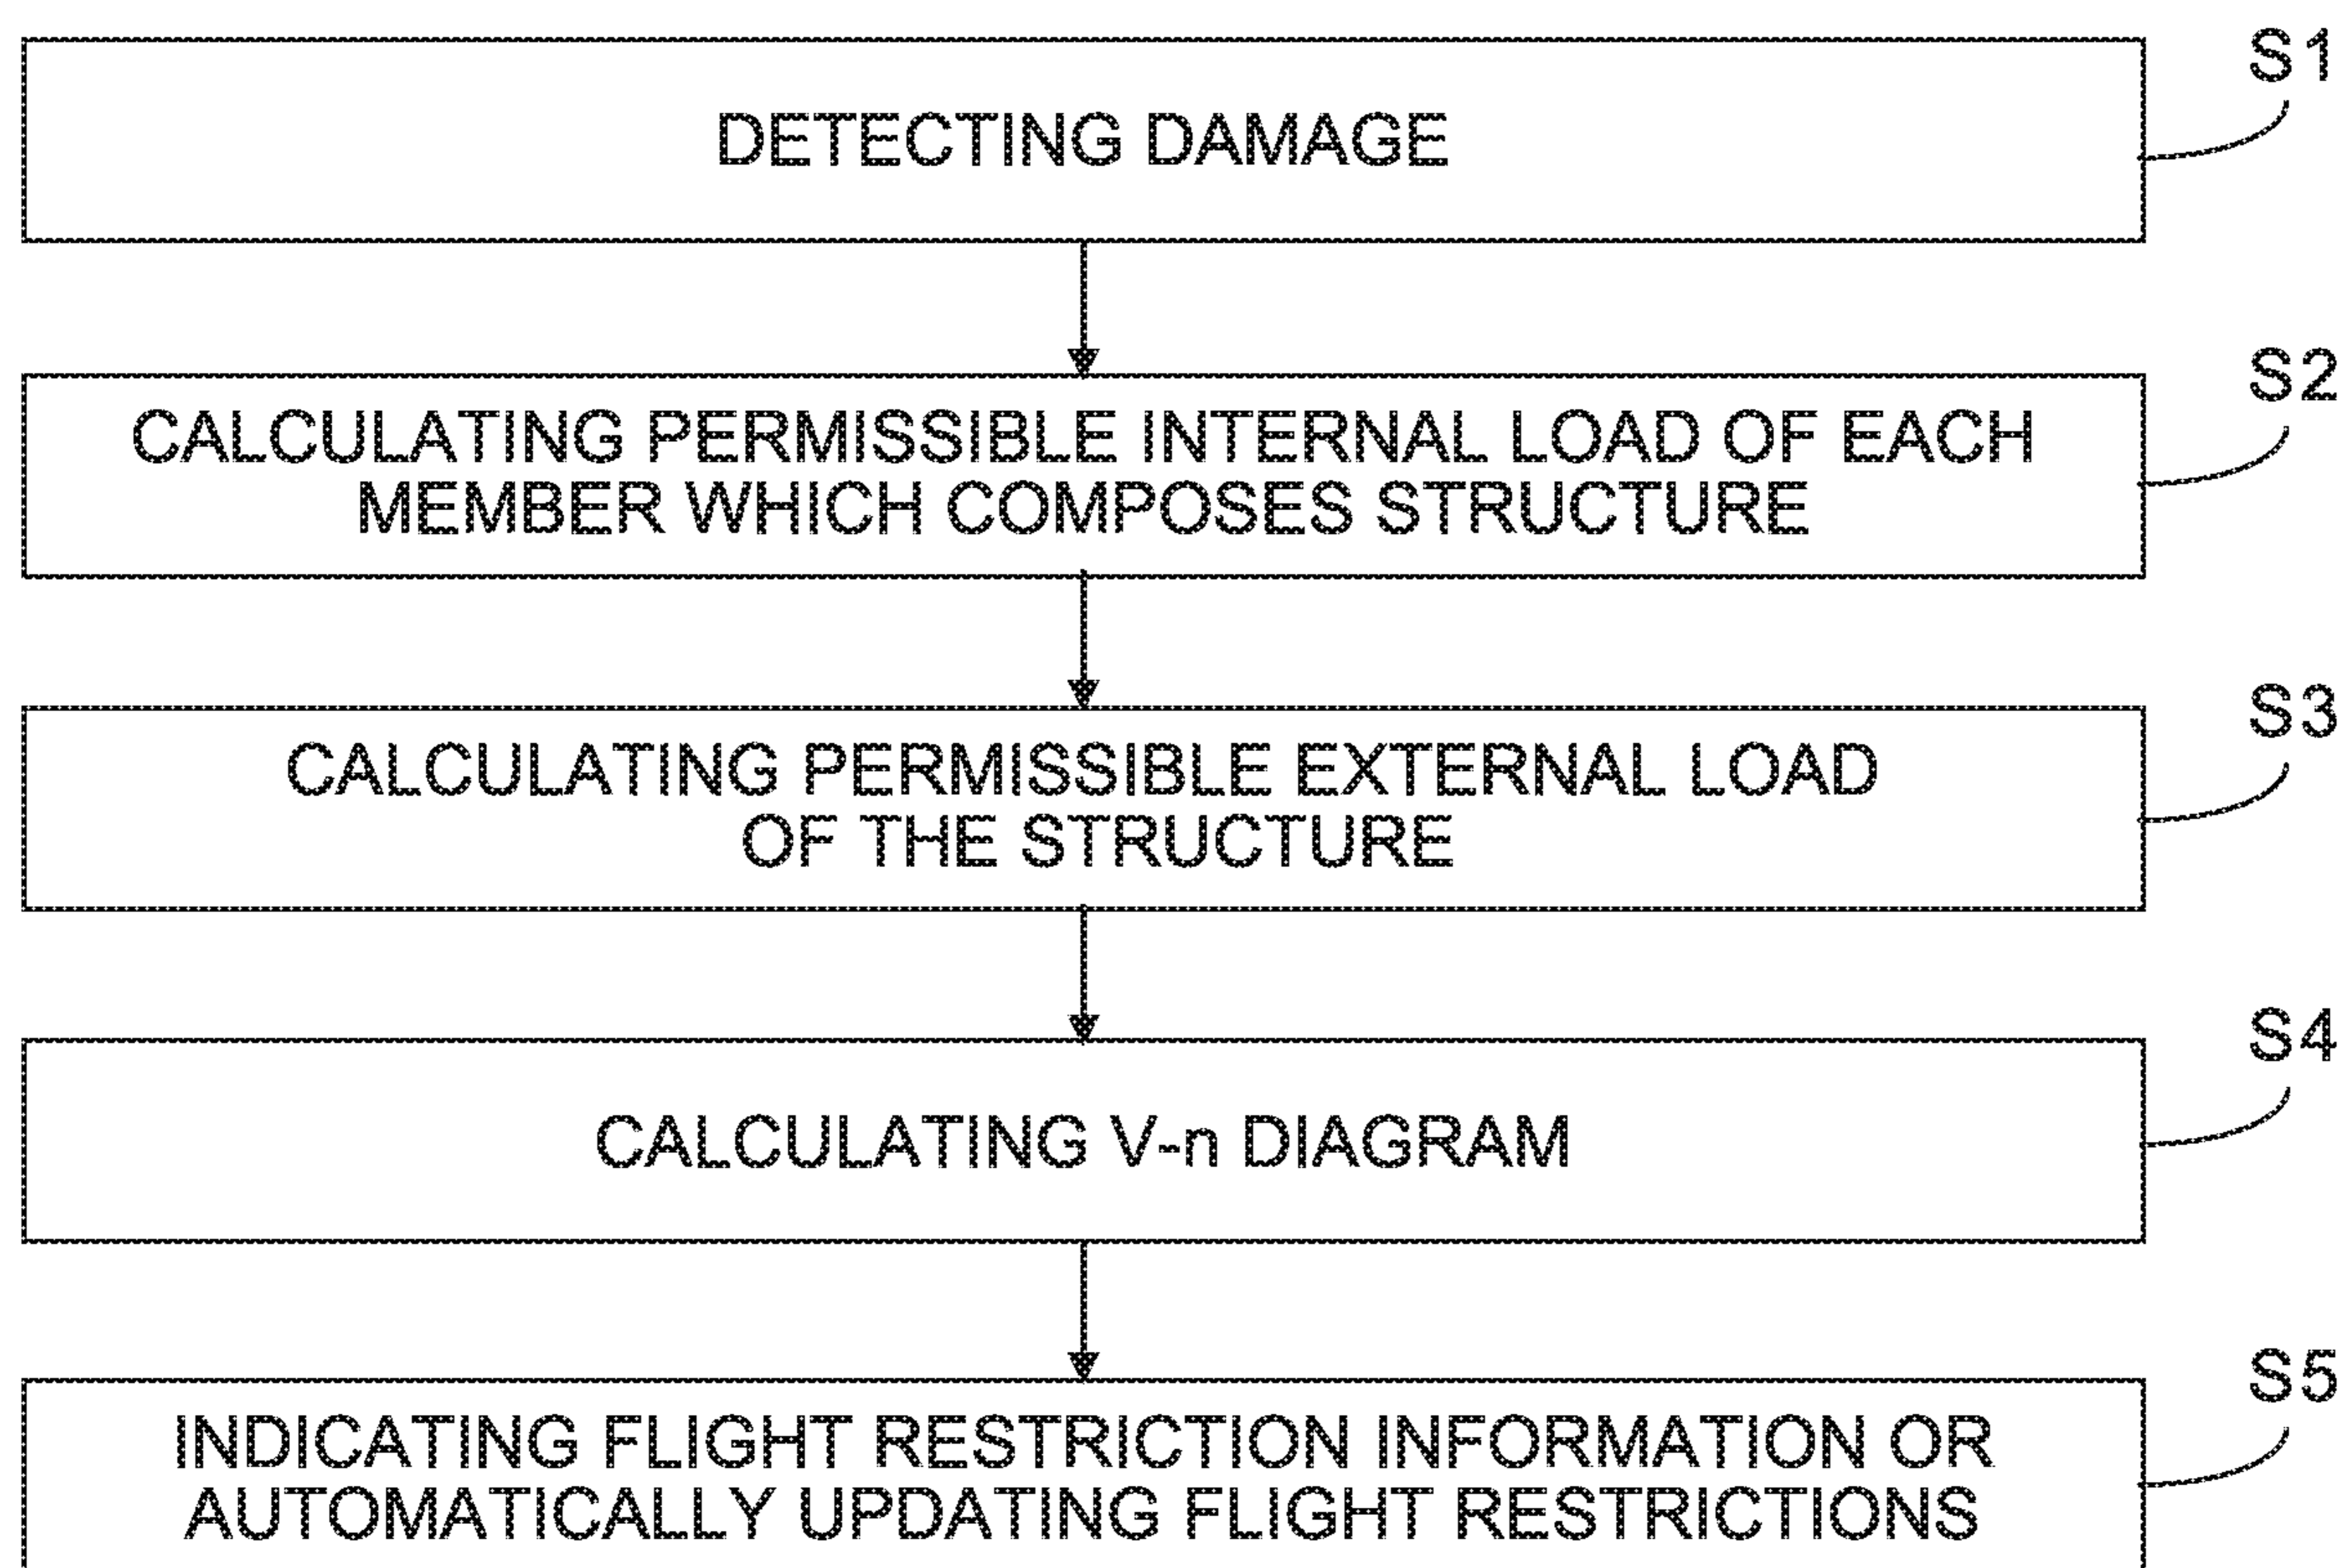 S1
DETECTING DAMAGE
S2
CALCULATING PERMISSIBLE INTERNAL LOAD OF EACH
MEMBER WHICH COMPOSES STRUCTURE
S3
CALCULATING PERMISSIBLE EXTERNAL LOAD
OF THE STRUCTURE
S4
CALCULATING V-n DIAGRAM
S5
INDICATING FLIGHT RESTRICTION INFORMATION OR
AUTOMATICALLY UPDATING FLIGHT RESTRICTIONS